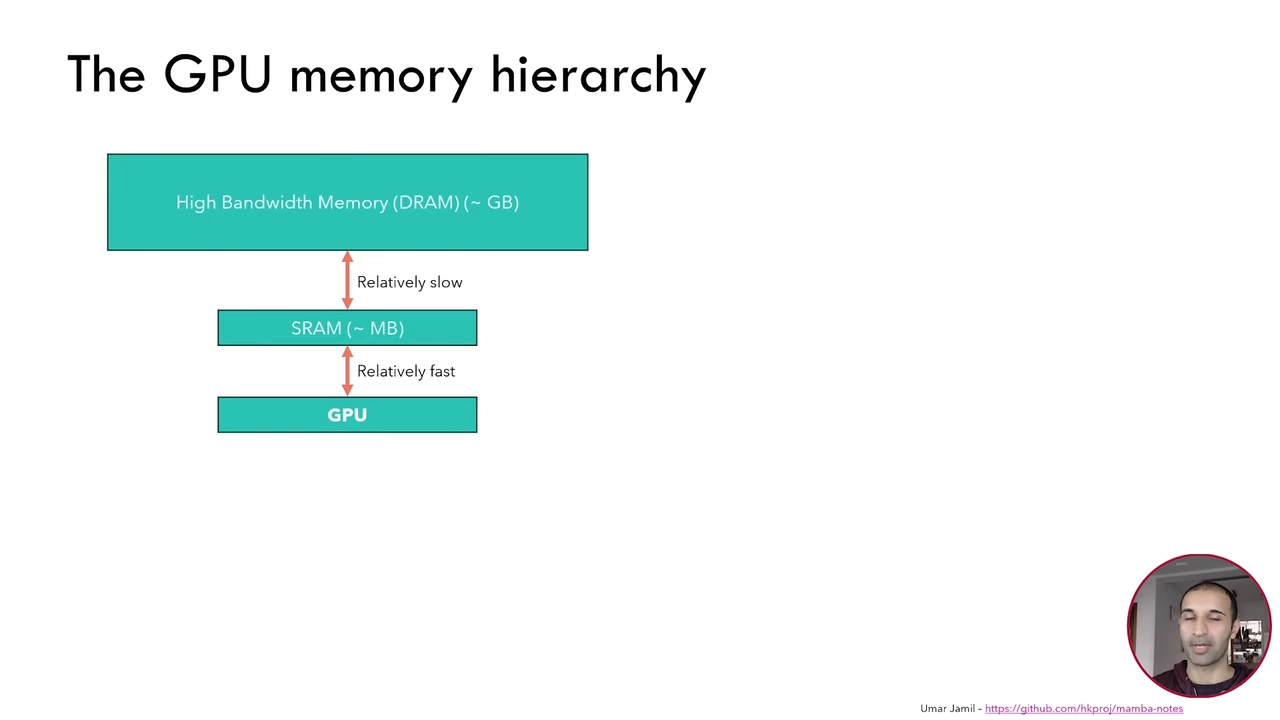 The GPU memory hierarchy
High Bandwidth Memory (DRAM) (~ GB)
Relatively slow
SRAM (~ MB)
Relatively fast
GPU
Umar Jamil - https://github.com/hkproj/mamba-notes